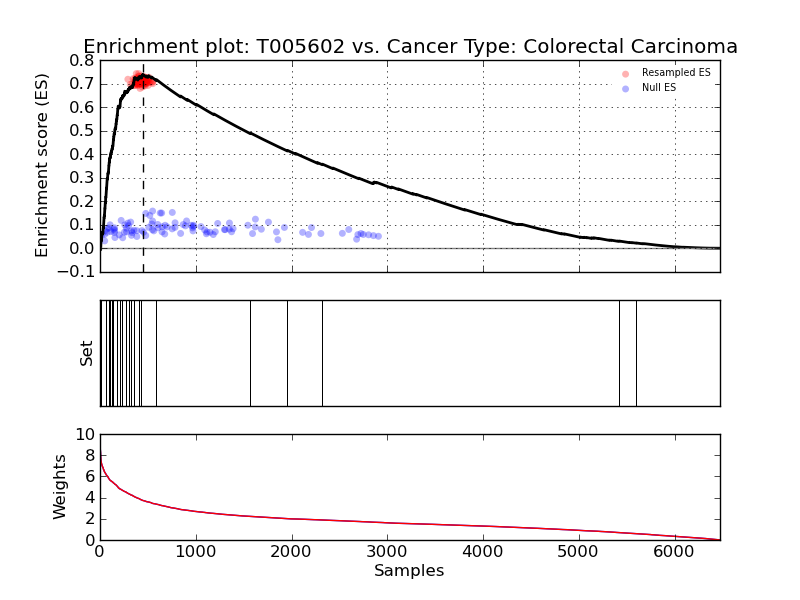 Enrichment plot: T005602 vs. Cancer Type: Colorectal Carcinoma
Enrichment score (ES)
0.8
0.7
0.6
0.5
0.4
0.3
0.2
0.1
0.0
−0.1
Resampled ES
Null ES
Set
Weights
10
8
6
4
2
0
0 1000 2000 3000 4000 5000 6000
Samples